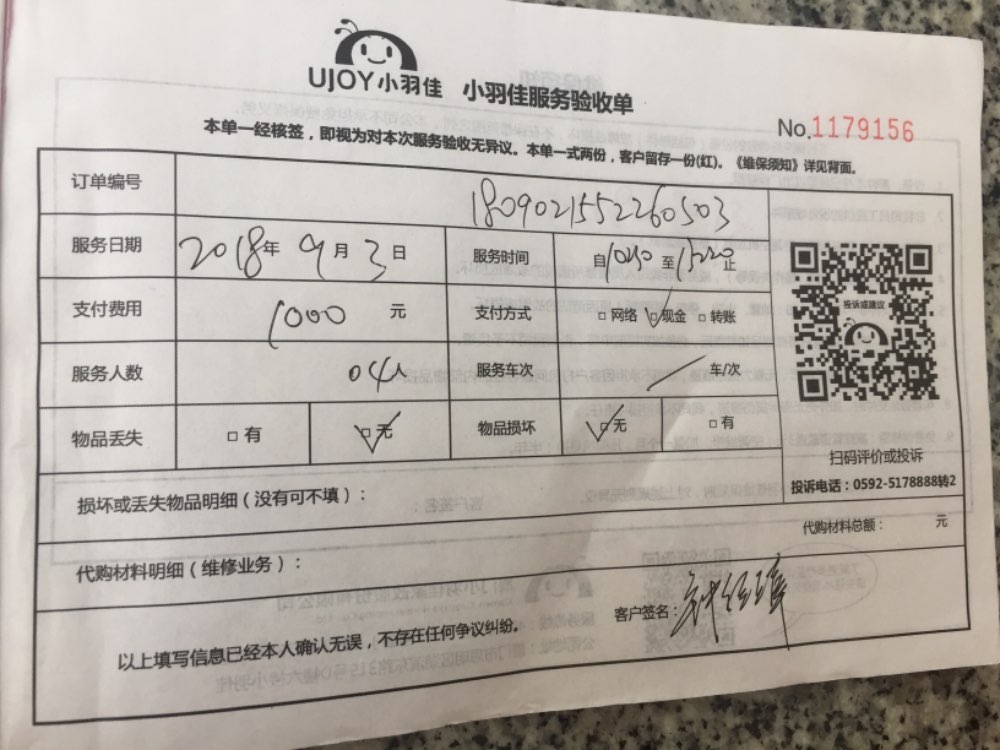 UJOY小羽佳 小羽佳服务验收单
No.1179156
本单一经核签，即视为对本次服务验收无异议。本单一式两份，客户留存一份(红)。《维保须知》详见背面。
订单编号 1809021552260503
服务日期 2018年9月3日 服务时间 自1050至 止
支付费用 1000 元 支付方式 □网络 ☑现金 □转账
服务人数 04人 服务车次 车/次
物品丢失 □有 ☑无 物品损坏 ☑无 □有
投诉或建议
扫码评价或投诉
投诉电话：0592-5178888转2
损坏或丢失物品明细（没有可不填）：
代购材料总额： 元
代购材料明细（维修业务）：
客户签名：
以上填写信息已经本人确认无误，不存在任何争议纠纷。